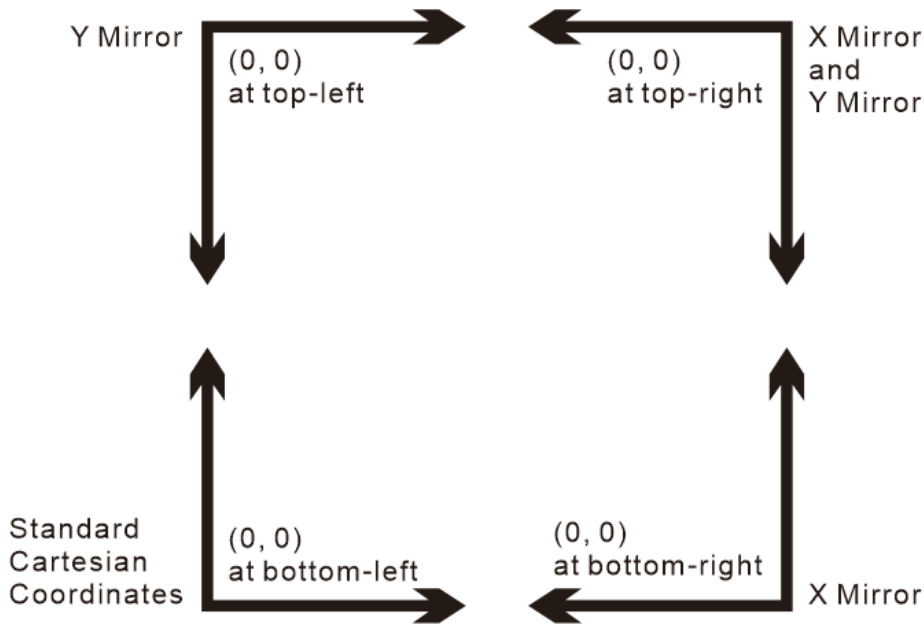 Y Mirror
(0, 0)
at top-left
(0, 0)
at top-right
X Mirror
and
Y Mirror
Standard
Cartesian
Coordinates
(0, 0)
at bottom-left
(0, 0)
at bottom-right
X Mirror